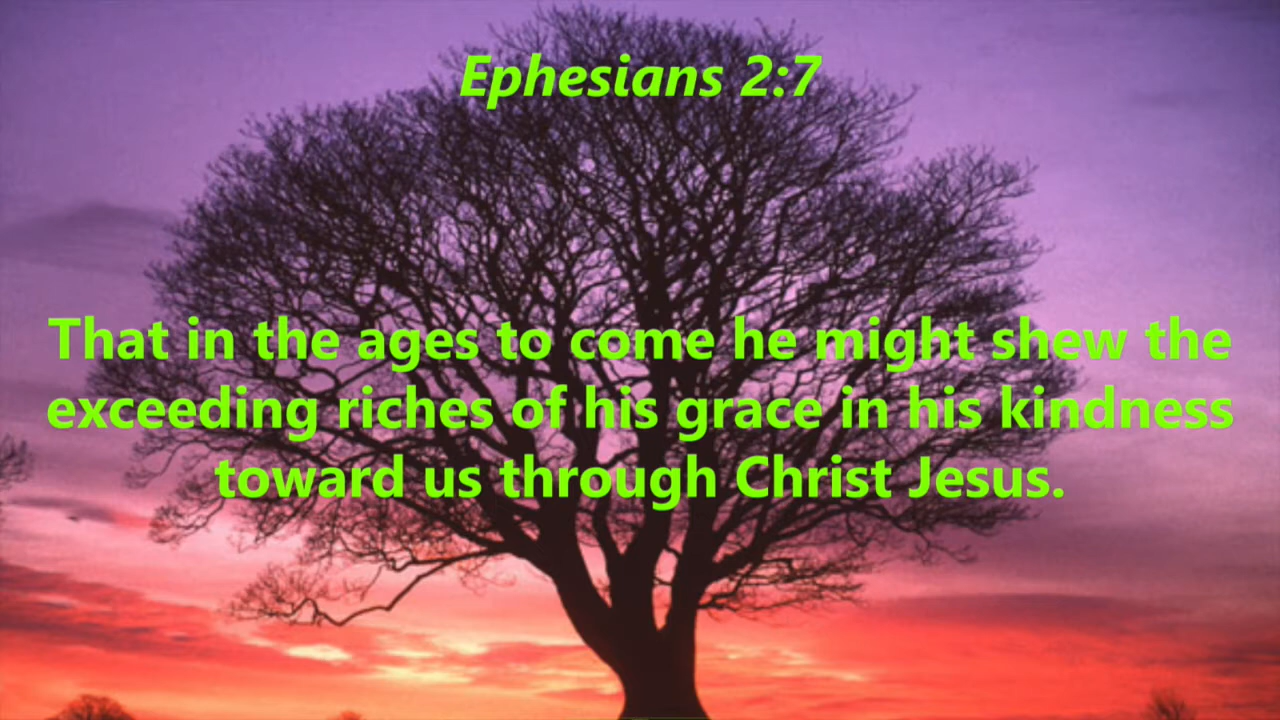 Ephesians 2:7
That in the ages to come he might shew the
exceeding riches of his grace in his kindness
toward us through Christ Jesus.